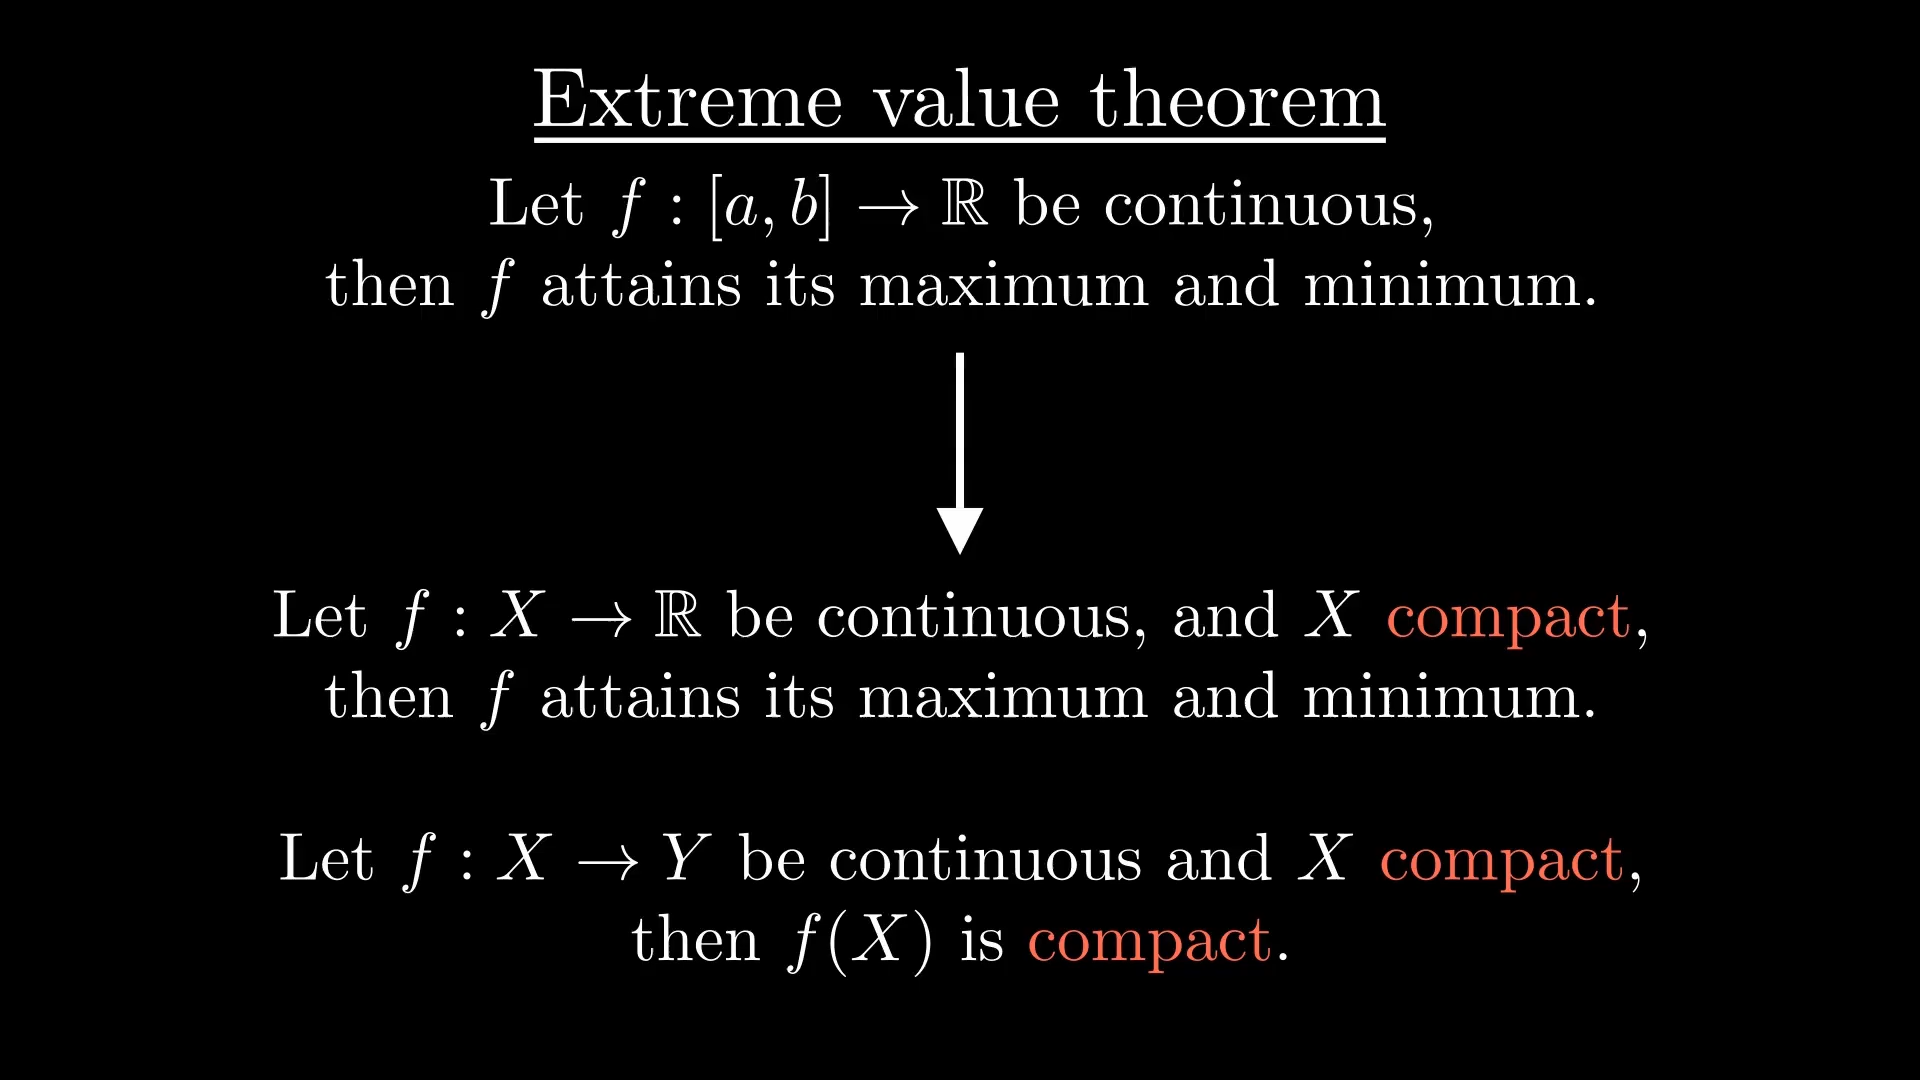 Extreme value theorem
Let f : [a, b] → ℝ be continuous,
then f attains its maximum and minimum.
Let f : X → ℝ be continuous, and X compact,
then f attains its maximum and minimum.
Let f : X → Y be continuous and X compact,
then f(X) is compact.